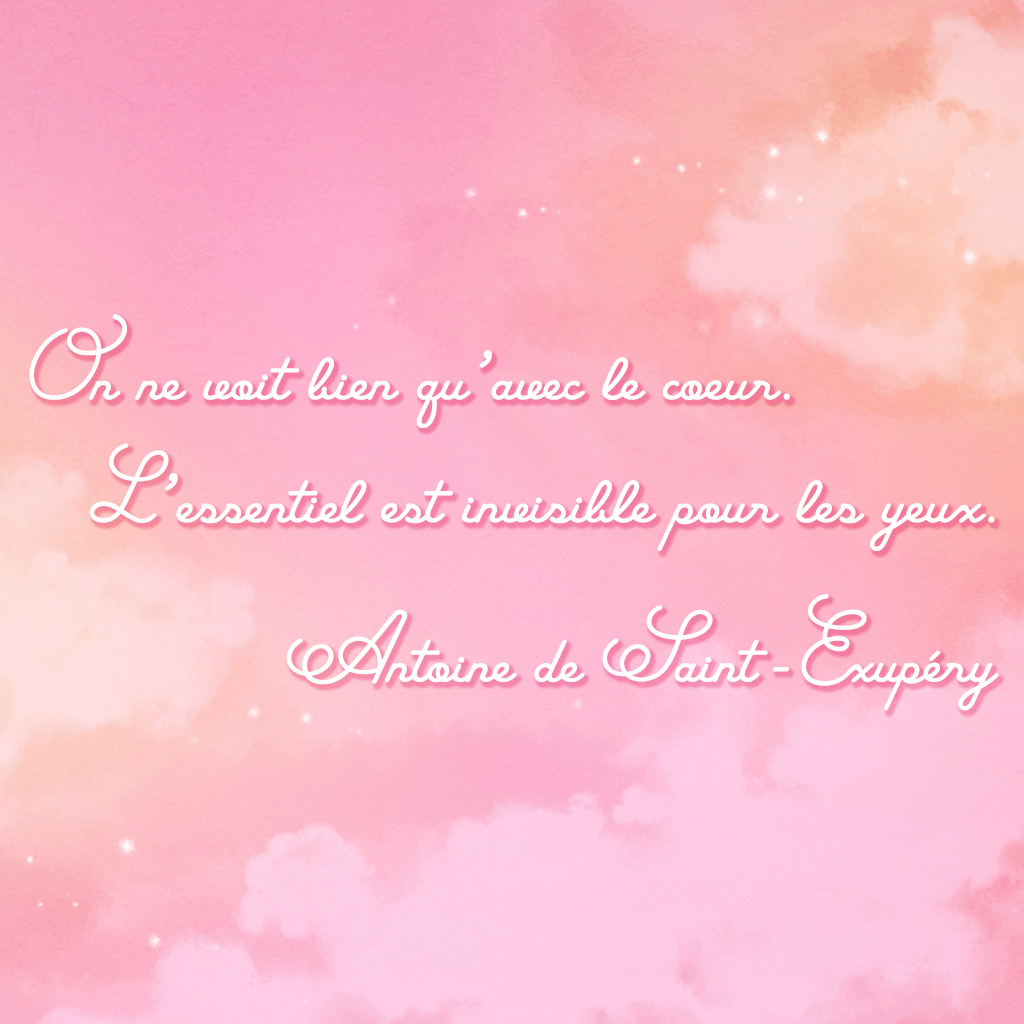 On ne voit bien qu'avec le coeur.
L'essentiel est invisible pour les yeux.
Antoine de Saint-Exupéry